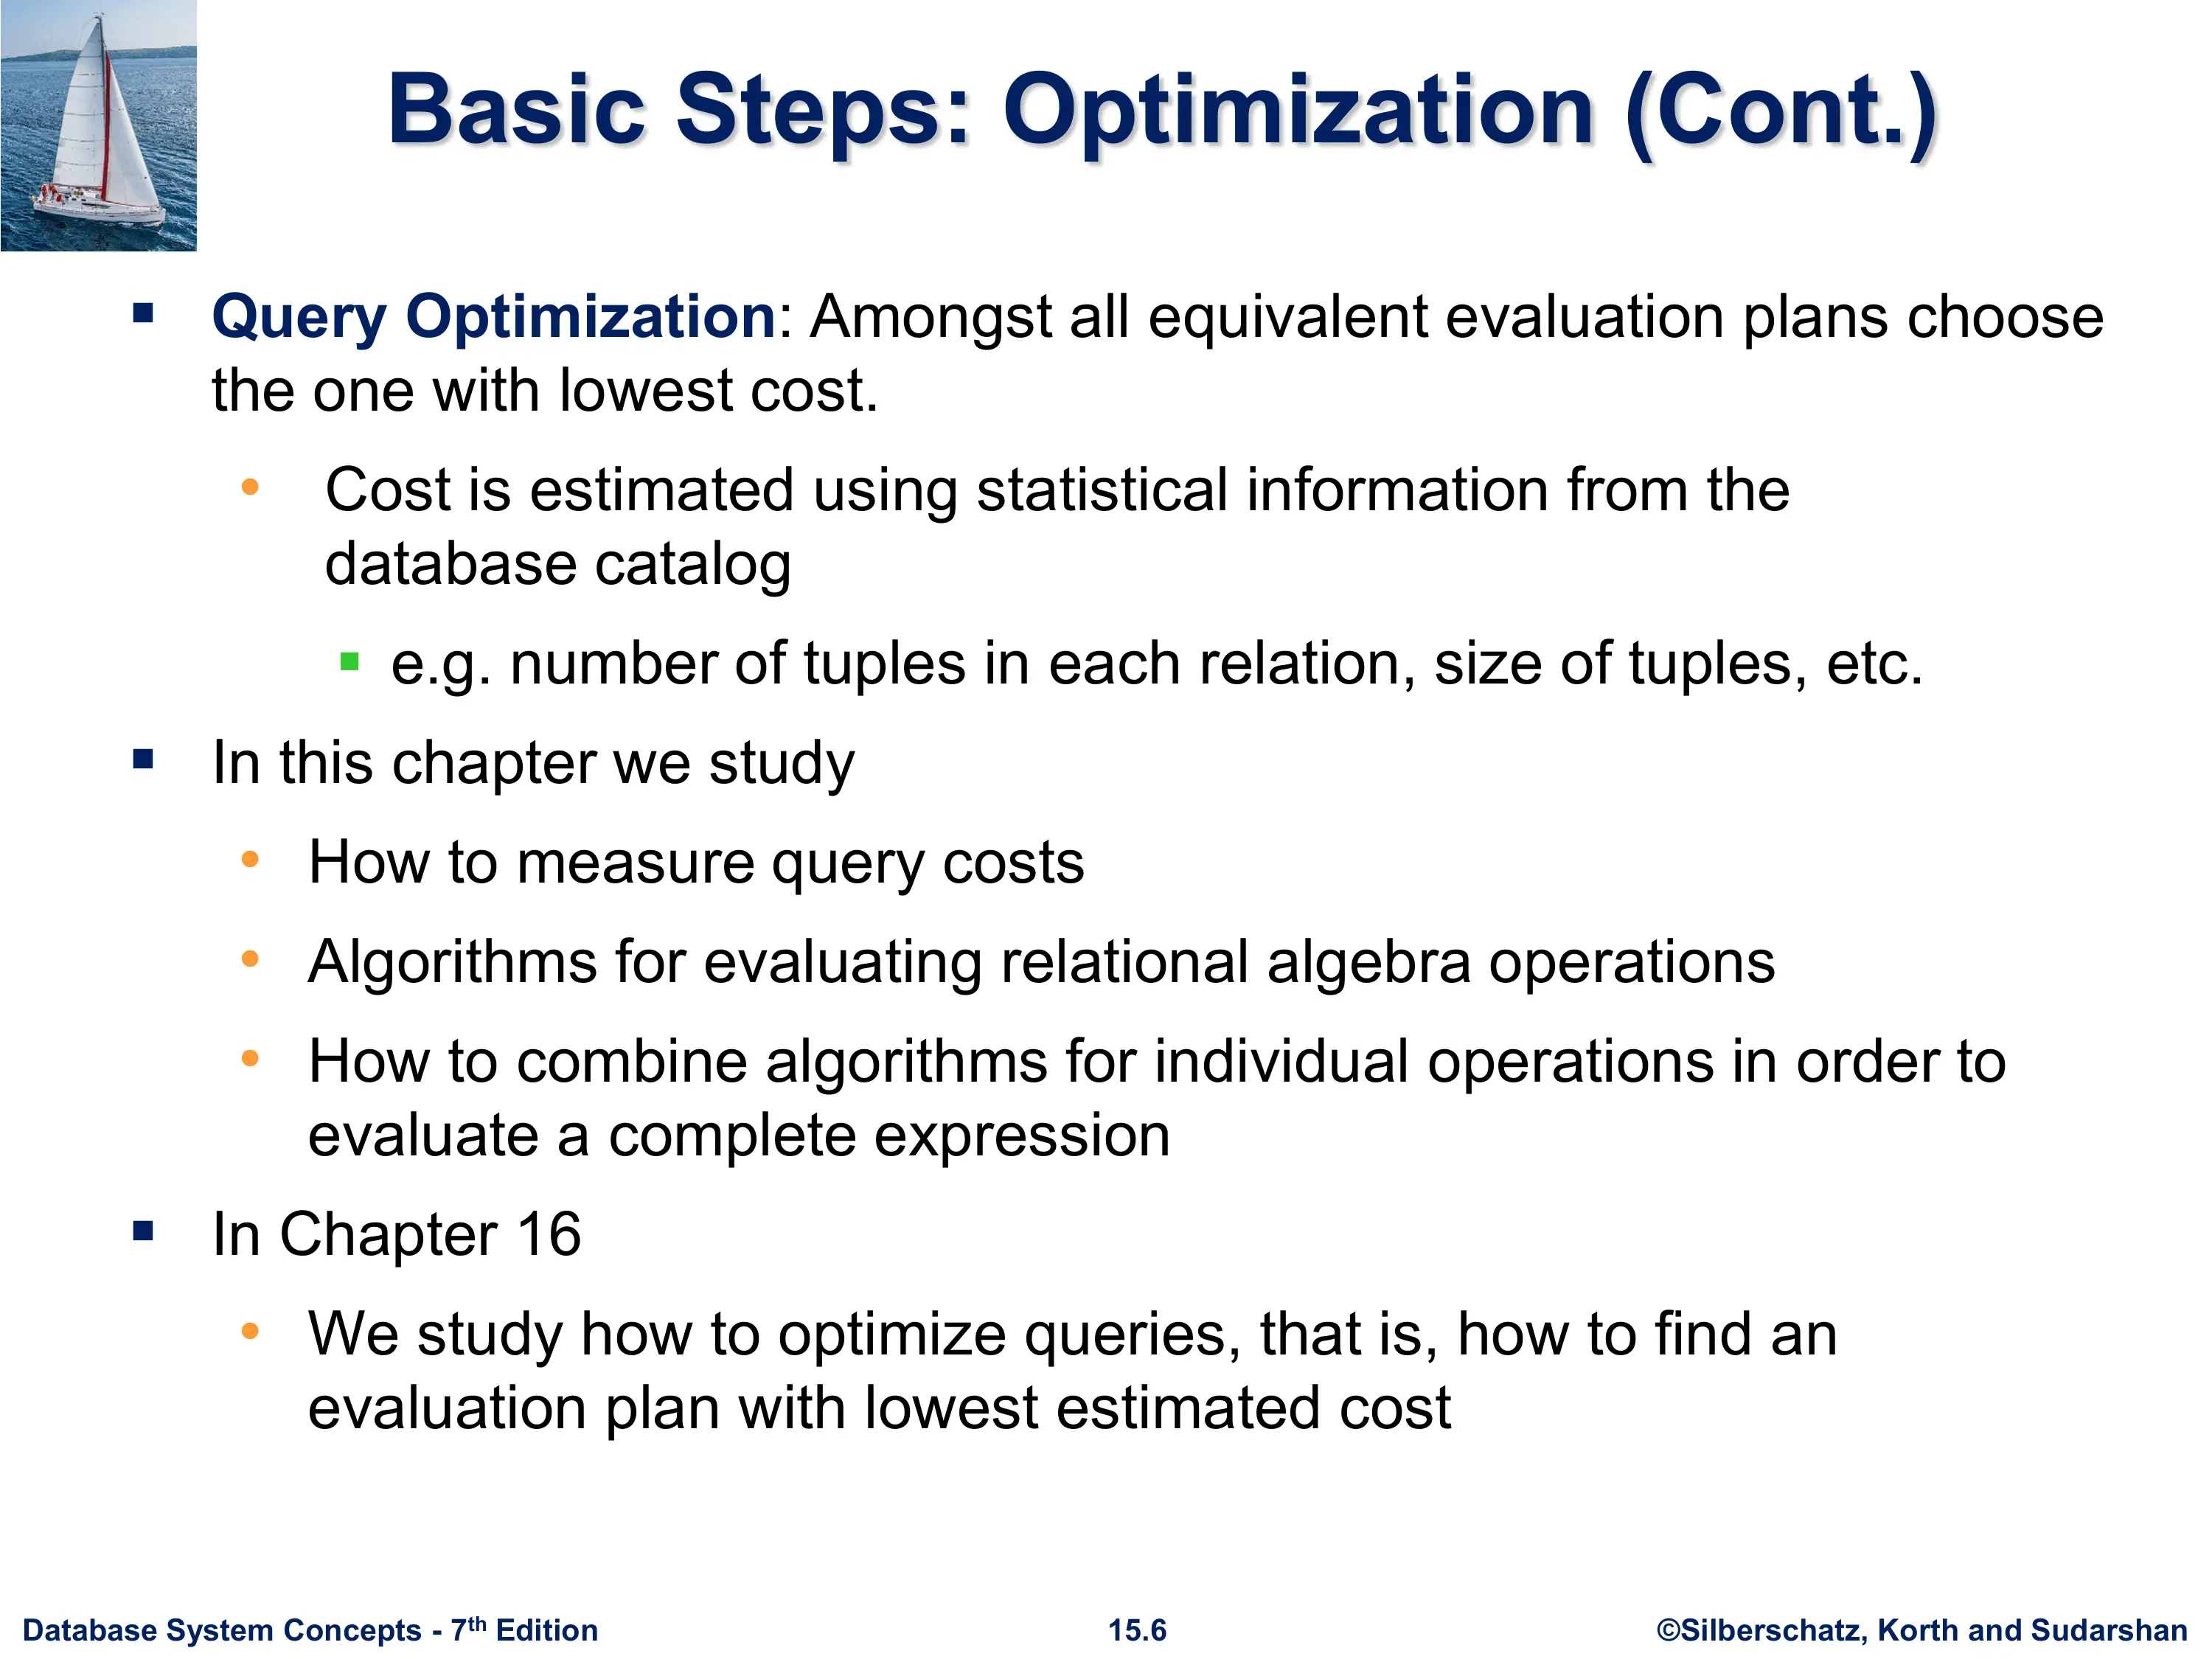 Basic Steps: Optimization (Cont.)
Query Optimization: Amongst all equivalent evaluation plans choose
the one with lowest cost.
Cost is estimated using statistical information from the
database catalog
e.g. number of tuples in each relation, size of tuples, etc.
In this chapter we study
How to measure query costs
Algorithms for evaluating relational algebra operations
How to combine algorithms for individual operations in order to
evaluate a complete expression
In Chapter 16
We study how to optimize queries, that is, how to find an
evaluation plan with lowest estimated cost
Database System Concepts - 7th Edition
15.6
©Silberschatz, Korth and Sudarshan